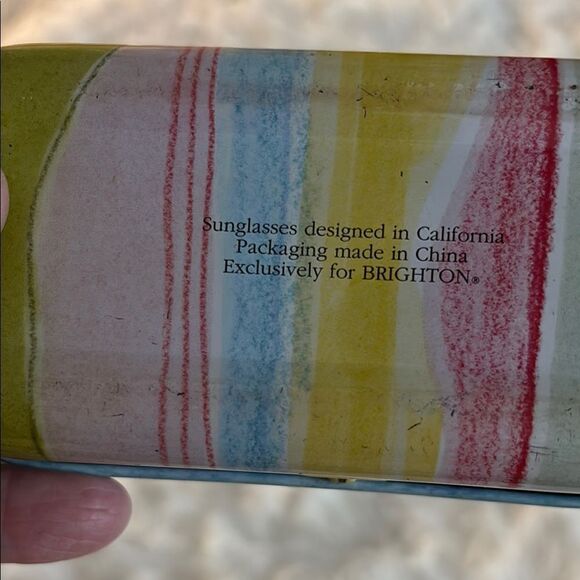 Sunglasses designed in California
Packaging made in China
Exclusively for BRIGHTON®